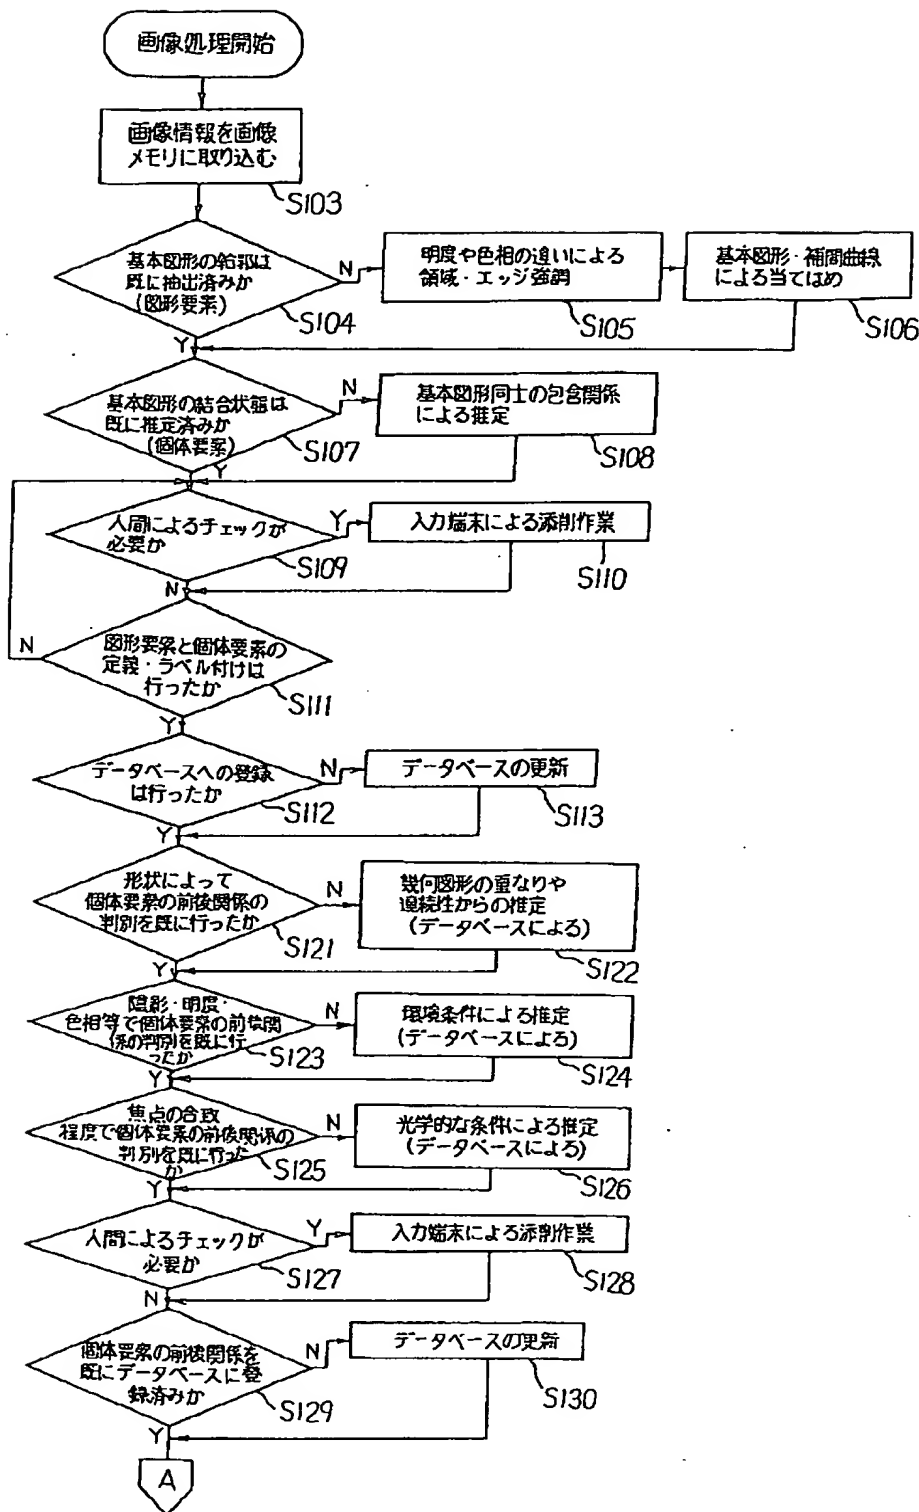 画像処理開始
画像情報を画像
メモリに取り込む
S103
基本図形の輪郭は
既に抽出済みか
(図形要素)
S104
N
Y
明度や色相の違いによる
領域・エッジ強調
S105
基本図形・補間曲線
による当てはめ
S106
基本図形の結合状態は
既に推定済みか
(個体要素)
S107
N
Y
基本図形同士の包含関係
による推定
S108
人間によるチェックが
必要か
S109
Y
N
入力端末による添削作業
S110
図形要素と個体要素の
定義・ラベル付けは
行ったか
S111
N
Y
データベースへの登録
は行ったか
S112
N
Y
データベースの更新
S113
形状によって
個体要素の前後関係の
判別を既に行ったか
S121
N
Y
幾何図形の重なりや
連続性からの推定
(データベースによる)
S122
陰影・明度・
色相等で個体要素の前後関
係の判別を既に行
ったか
S123
N
Y
環境条件による推定
(データベースによる)
S124
焦点の合致
程度で個体要素の前後関係の
判別を既に行った
か
S125
N
Y
光学的な条件による推定
(データベースによる)
S126
人間によるチェックが
必要か
S127
Y
N
入力端末による添削作業
S128
個体要素の前後関係を
既にデータベースに登
録済みか
S129
N
Y
データベースの更新
S130
A